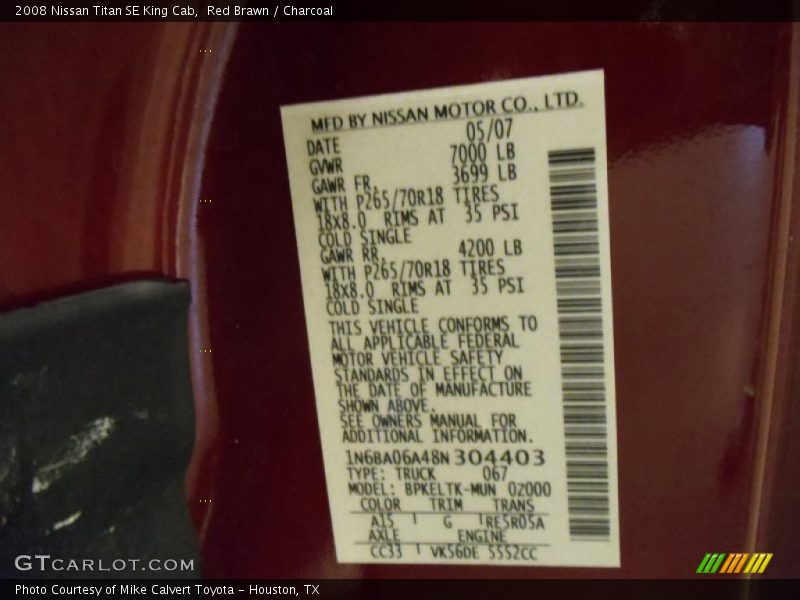 2008 Nissan Titan SE King Cab,  Red Brawn / Charcoal
MFD BY NISSAN MOTOR CO., LTD.
DATE 05/07
GVWR 7000 LB
GAWR FR. 3699 LB
WITH P265/70R18 TIRES
18X8.0 RIMS AT 35 PSI
COLD SINGLE
GAWR RR. 4200 LB
WITH P265/70R18 TIRES
18X8.0 RIMS AT 35 PSI
COLD SINGLE
THIS VEHICLE CONFORMS TO
ALL APPLICABLE FEDERAL
MOTOR VEHICLE SAFETY
STANDARDS IN EFFECT ON
THE DATE OF MANUFACTURE
SHOWN ABOVE.
SEE OWNERS MANUAL FOR
ADDITIONAL INFORMATION.
1N6BA06A48N304403
TYPE: TRUCK 067
MODEL: BPKELTK-MUN 0Z000
COLOR TRIM TRANS
A15 G RE5R05A
AXLE ENGINE
CC33 VK56DE 5552CC
GTcarlot.com
Photo Courtesy of Mike Calvert Toyota - Houston, TX